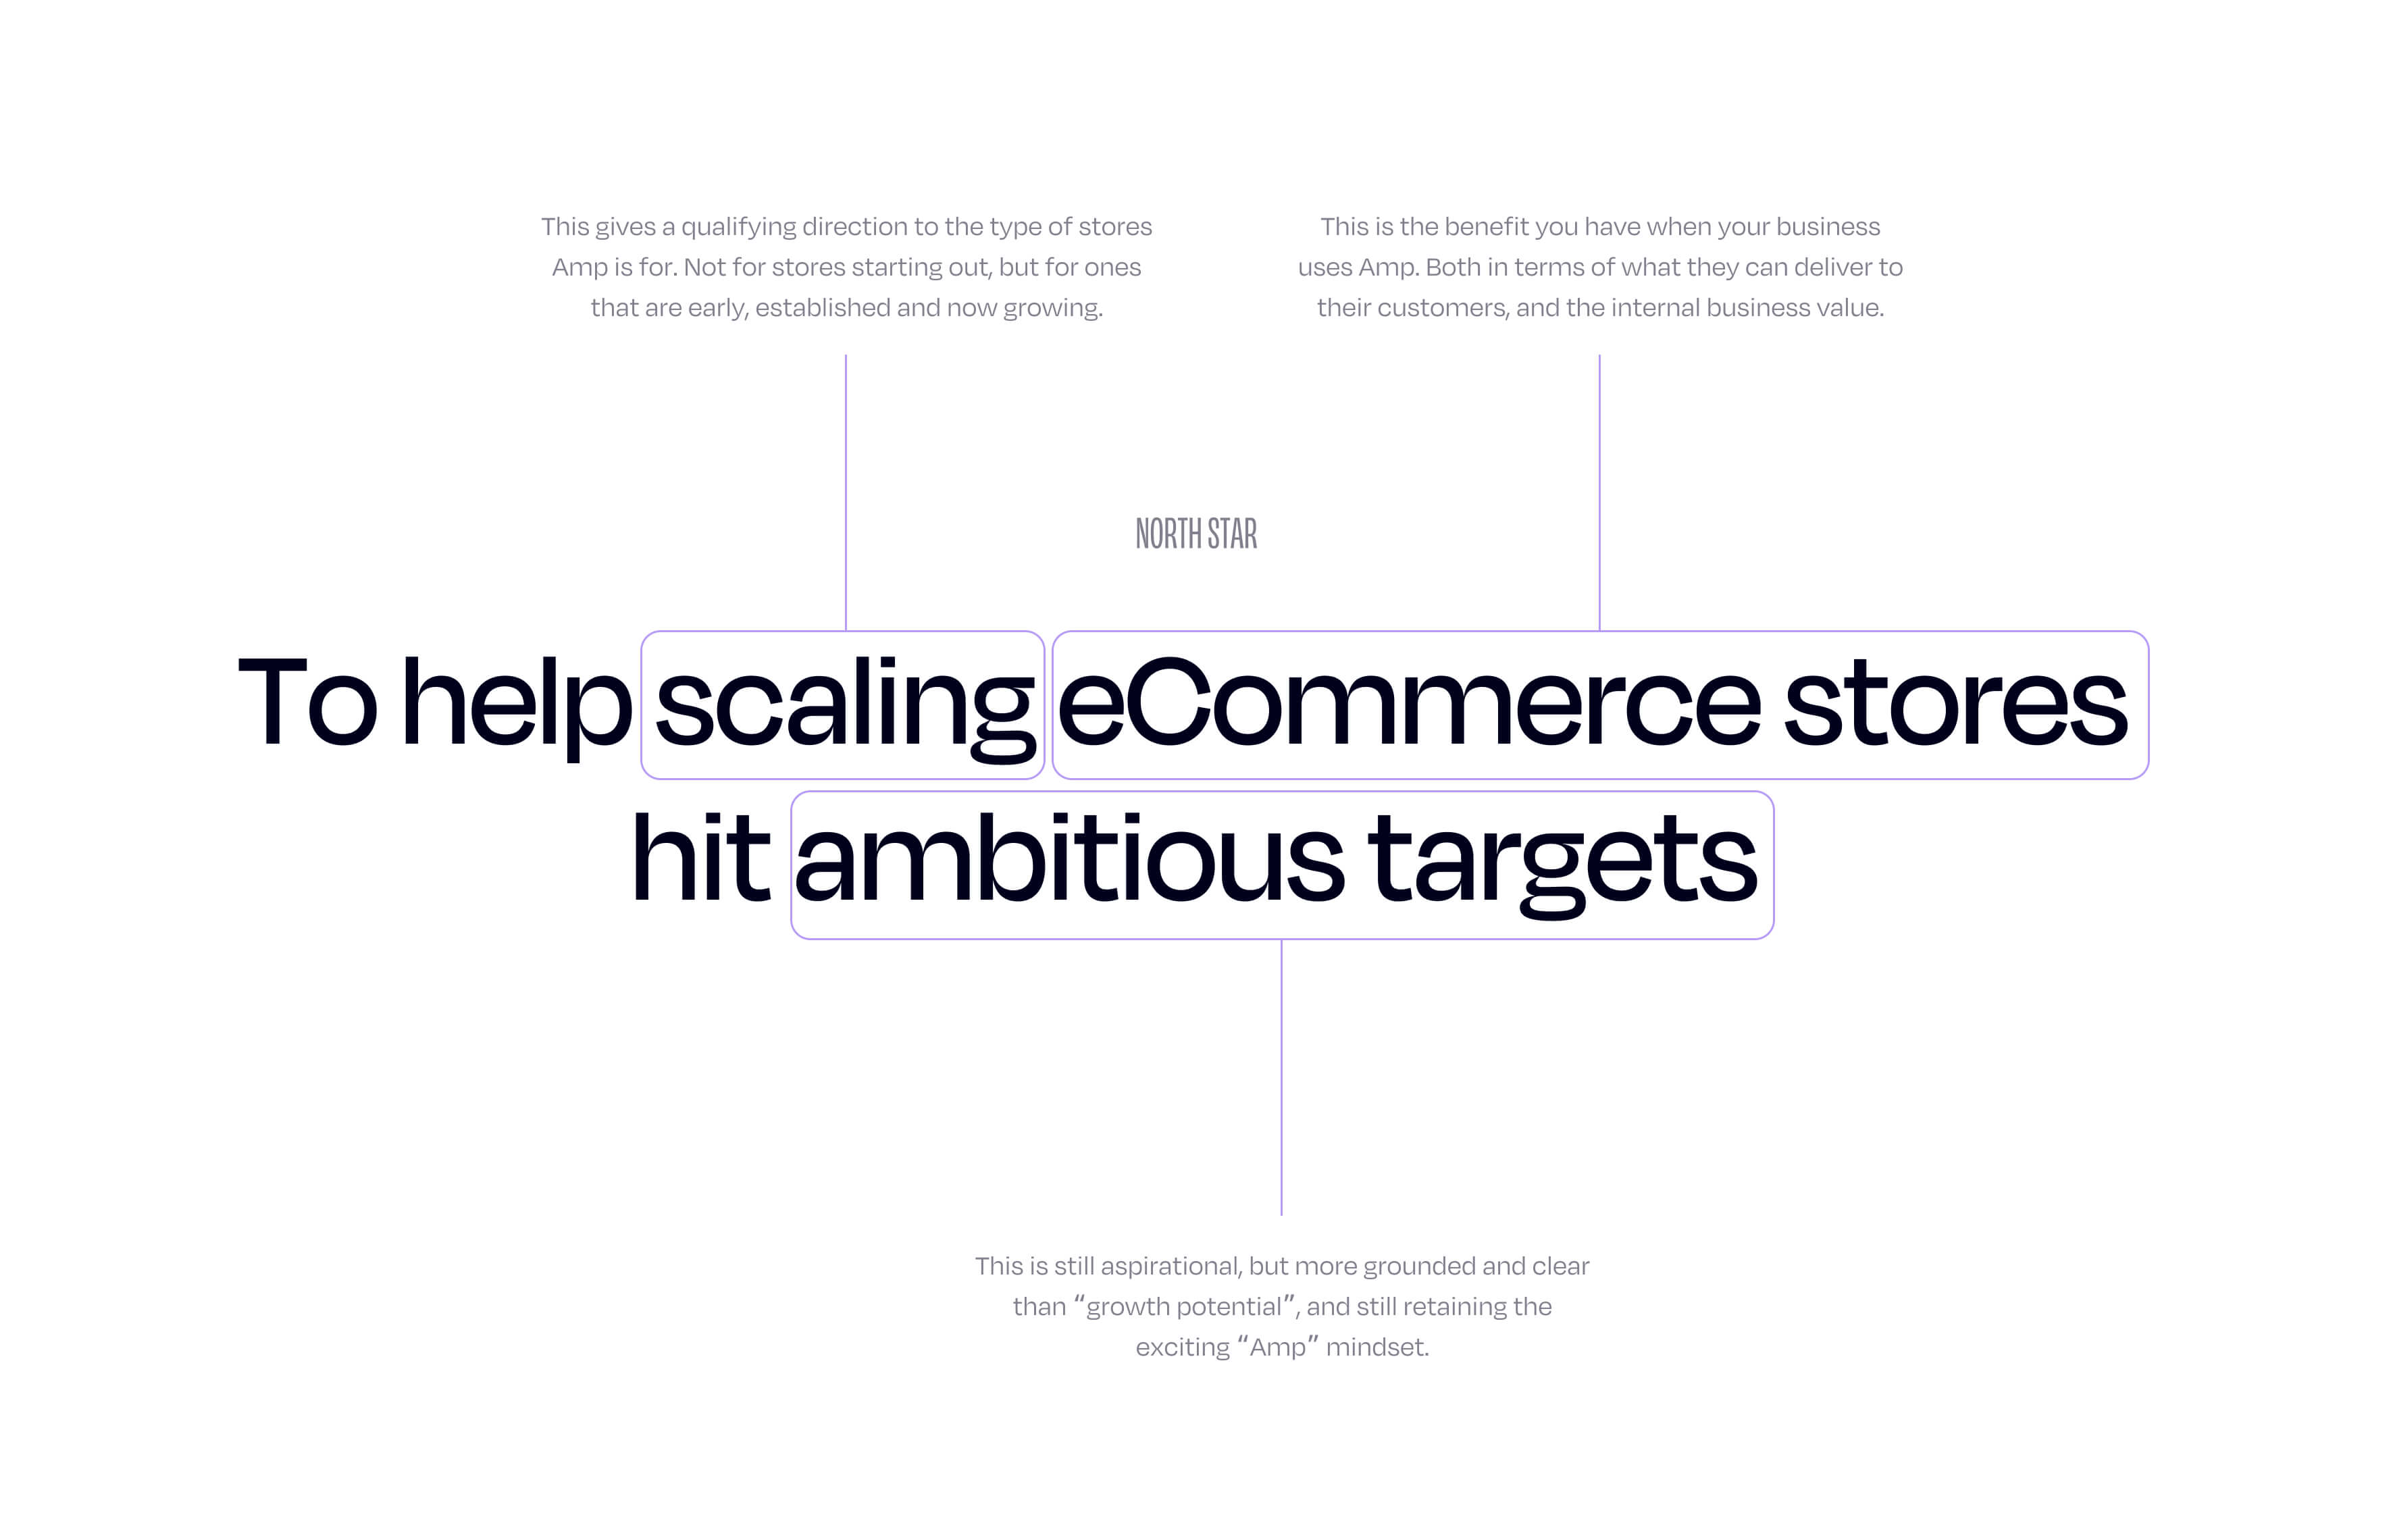 This gives a qualifying direction to the type of stores
Amp is for. Not for stores starting out, but for ones
that are early, established and now growing.
This is the benefit you have when your business
uses Amp. Both in terms of what they can deliver to
their customers, and the internal business value.
NORTH STAR
To help scaling eCommerce stores
hit ambitious targets
This is still aspirational, but more grounded and clear
than “growth potential”, and still retaining the
exciting “Amp” mindset.